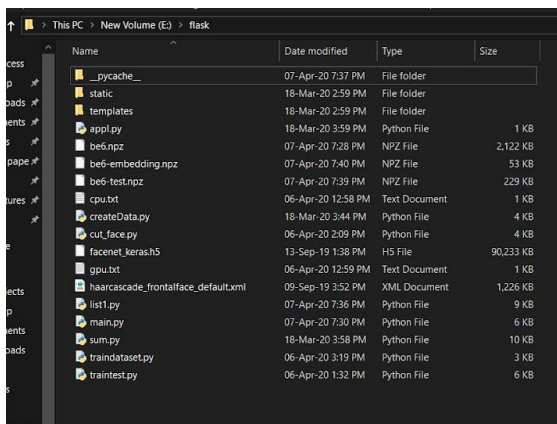 This PC > New Volume (E:) > flask
Name Date modified Type Size
__pycache__ 07-Apr-20 7:37 PM File folder
static 18-Mar-20 2:59 PM File folder
templates 18-Mar-20 2:59 PM File folder
appl.py 18-Mar-20 3:59 PM Python File 1 KB
be6.npz 07-Apr-20 7:28 PM NPZ File 2,122 KB
be6-embedding.npz 07-Apr-20 7:40 PM NPZ File 53 KB
be6-test.npz 07-Apr-20 7:39 PM NPZ File 229 KB
cpu.txt 06-Apr-20 12:58 PM Text Document 1 KB
createData.py 18-Mar-20 3:44 PM Python File 4 KB
cut_face.py 06-Apr-20 2:09 PM Python File 4 KB
facenet_keras.h5 13-Sep-19 1:38 PM H5 File 90,233 KB
gpu.txt 06-Apr-20 12:59 PM Text Document 1 KB
haarcascade_frontalface_default.xml 09-Sep-19 3:52 PM XML Document 1,226 KB
list1.py 07-Apr-20 7:36 PM Python File 9 KB
main.py 07-Apr-20 7:30 PM Python File 6 KB
sum.py 18-Mar-20 3:58 PM Python File 10 KB
traindataset.py 06-Apr-20 3:19 PM Python File 3 KB
traintest.py 06-Apr-20 1:32 PM Python File 6 KB